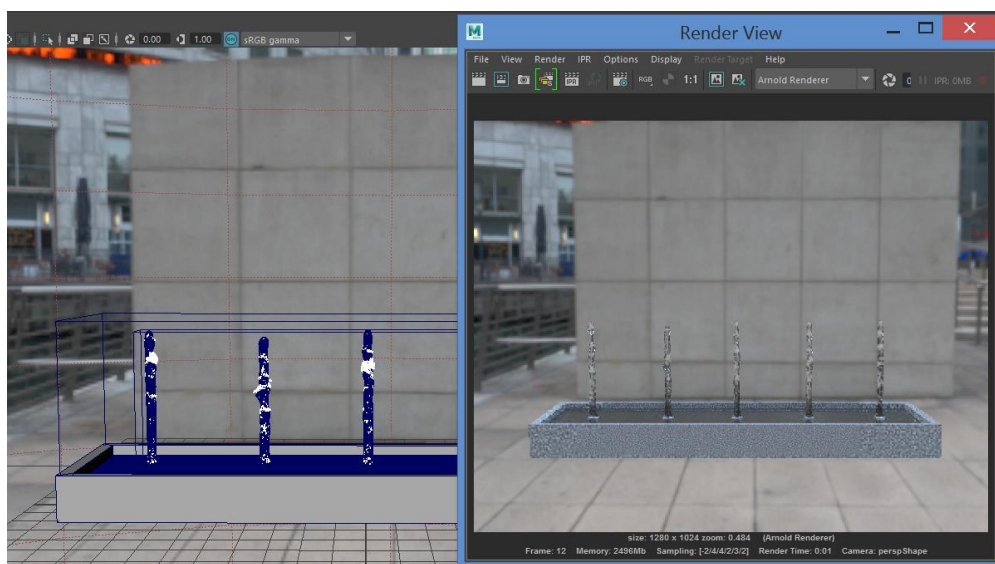 0.00 1.00 sRGB gamma
M Render View
File View Render IPR Options Display Render Target Help
IPR RGB 1:1 Arnold Renderer IPR: 0MB
size: 1280 x 1024 zoom: 0.484 (Arnold Renderer)
Frame: 12 Memory: 2496Mb Sampling: [-2/4/4/2/3/2] Render Time: 0:01 Camera: perspShape